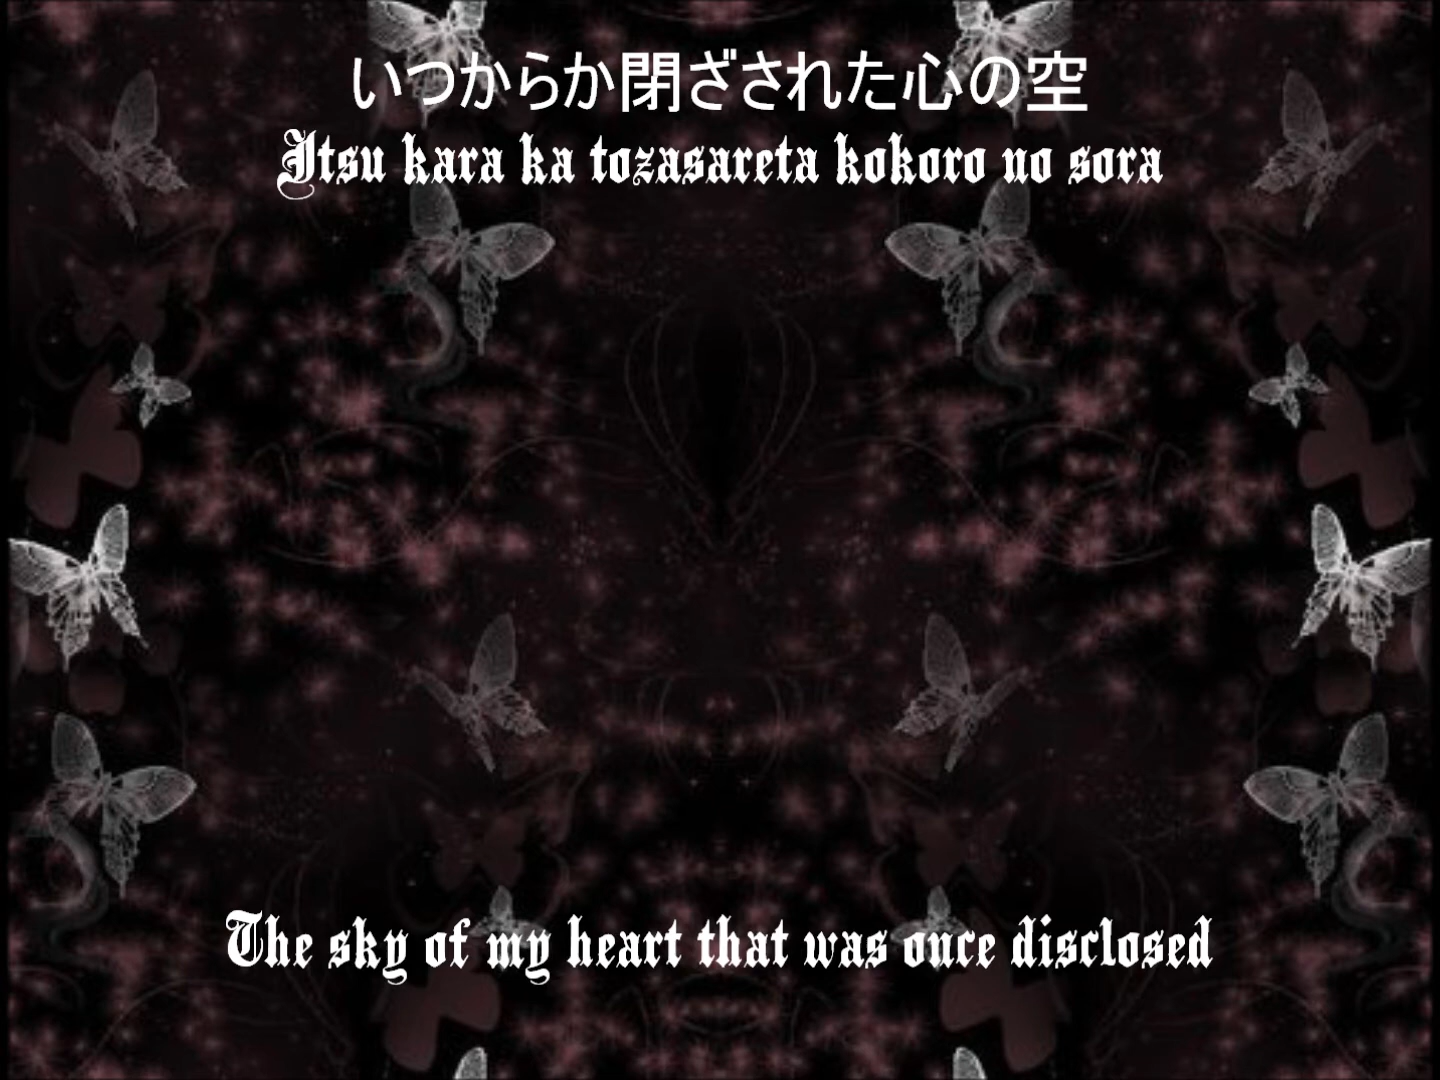 いつからか閉ざされた心の空
Itsu kara ka tozasareta kokoro no sora
The sky of my heart that was once disclosed